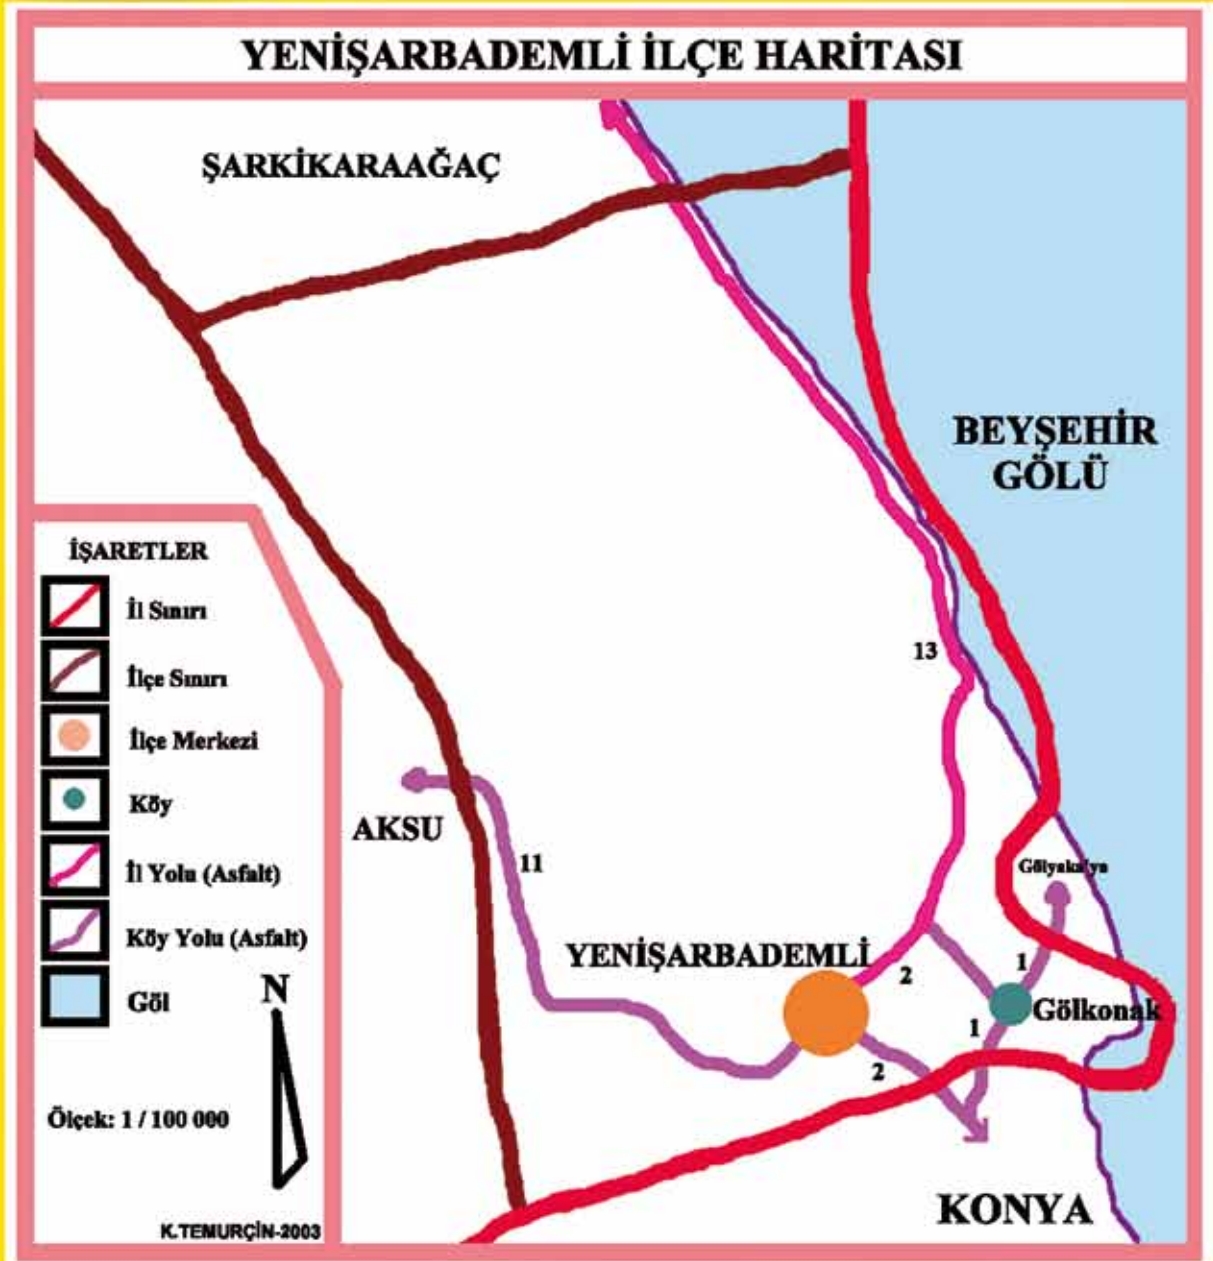 YENİŞARBADEMLİ İLÇE HARİTASI
ŞARKİKARAAĞAÇ
BEYŞEHİR
GÖLÜ
13
AKSU
11
Gölyaka'ya
YENİŞARBADEMLİ
2
1
Gölkonak
1
2
KONYA
İŞARETLER
İl Sınırı
İlçe Sınırı
İlçe Merkezi
Köy
İl Yolu (Asfalt)
Köy Yolu (Asfalt)
Göl
N
Ölçek: 1 / 100 000
K.TEMURÇİN-2003